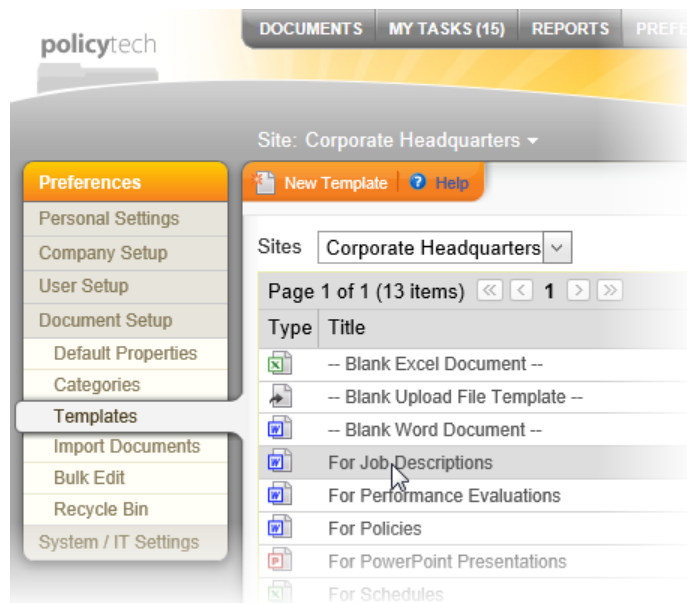 policytech
DOCUMENTS MY TASKS (15) REPORTS PREFE
Site: Corporate Headquarters
New Template Help
Preferences
Personal Settings
Company Setup
User Setup
Document Setup
Default Properties
Categories
Templates
Import Documents
Bulk Edit
Recycle Bin
System / IT Settings
Sites Corporate Headquarters
Page 1 of 1 (13 items) 1
Type Title
-- Blank Excel Document --
-- Blank Upload File Template --
-- Blank Word Document --
For Job Descriptions
For Performance Evaluations
For Policies
For PowerPoint Presentations
For Schedules